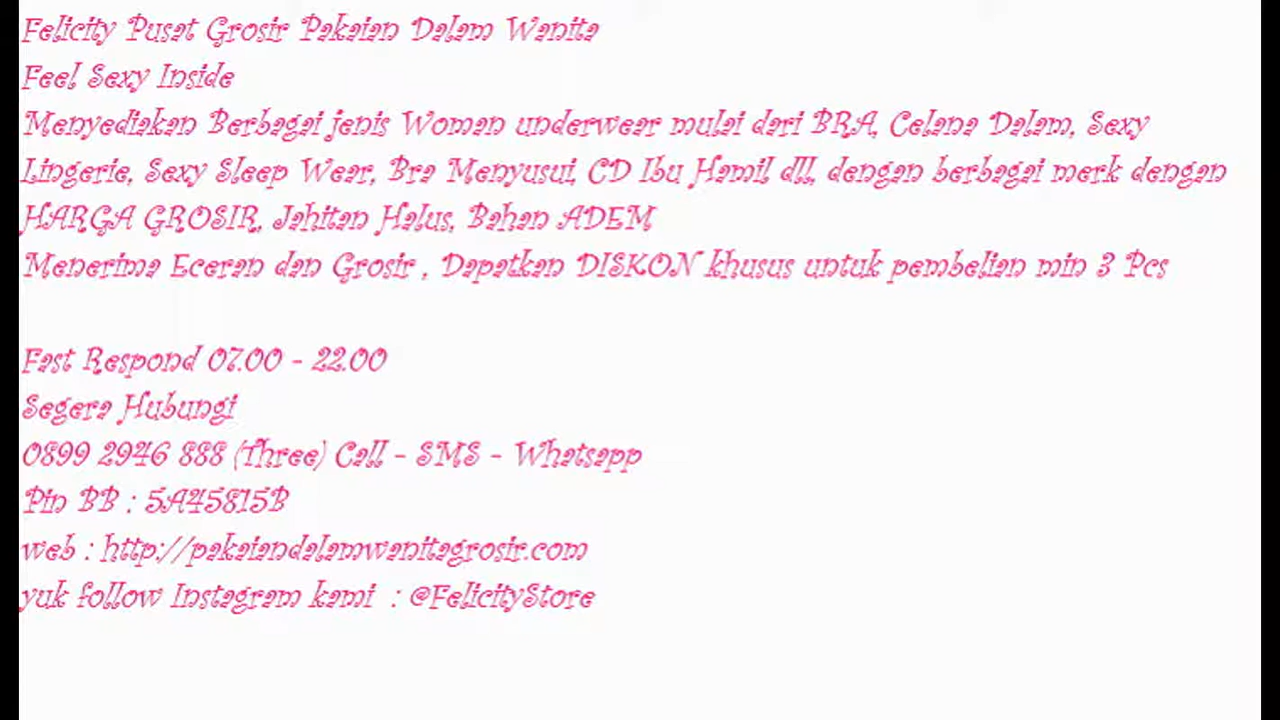 Felicity Pusat Grosir Pakaian Dalam Wanita
Feel Sexy Inside
Menyediakan Berbagai jenis Woman underwear mulai dari BRA, Celana Dalam, Sexy
Lingerie, Sexy Sleep Wear, Bra Menyusui, CD Ibu Hamil dll, dengan berbagai merk dengan
HARGA GROSIR, Jahitan Halus, Bahan ADEM
Menerima Eceran dan Grosir , Dapatkan DISKON khusus untuk pembelian min 3 Pcs
Fast Respond 07.00 - 22.00
Segera Hubungi
0899 2946 888 (Three) Call - SMS - Whatsapp
Pin BB : 5A45815B
web : http://pakaiandalamwanitagrosir.com
yuk follow Instagram kami : @FelicityStore